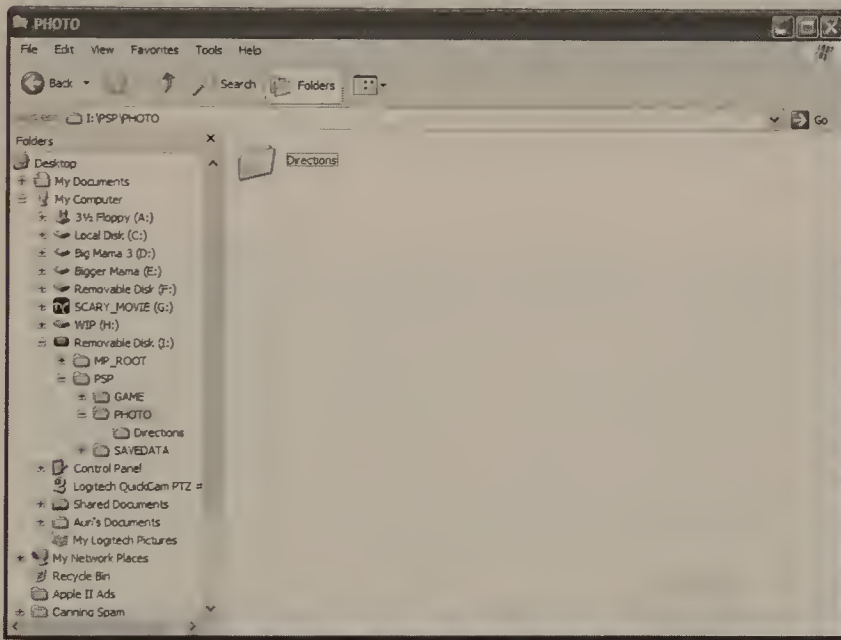 PHOTO
File Edit View Favorites Tools Help
Back Search Folders
I:\PSP\PHOTO Go
Folders
Directions
Desktop
My Documents
My Computer
3½ Floppy (A:)
Local Disk (C:)
Big Mama 3 (D:)
Bigger Mama (E:)
Removable Disk (F:)
SCARY_MOVIE (G:)
WIP (H:)
Removable Disk (I:)
MP_ROOT
PSP
GAME
PHOTO
Directions
SAVEDATA
Control Panel
Logitech QuickCam PTZ
Shared Documents
Auri's Documents
My Logitech Pictures
My Network Places
Recycle Bin
Apple II Ads
Canning Spam